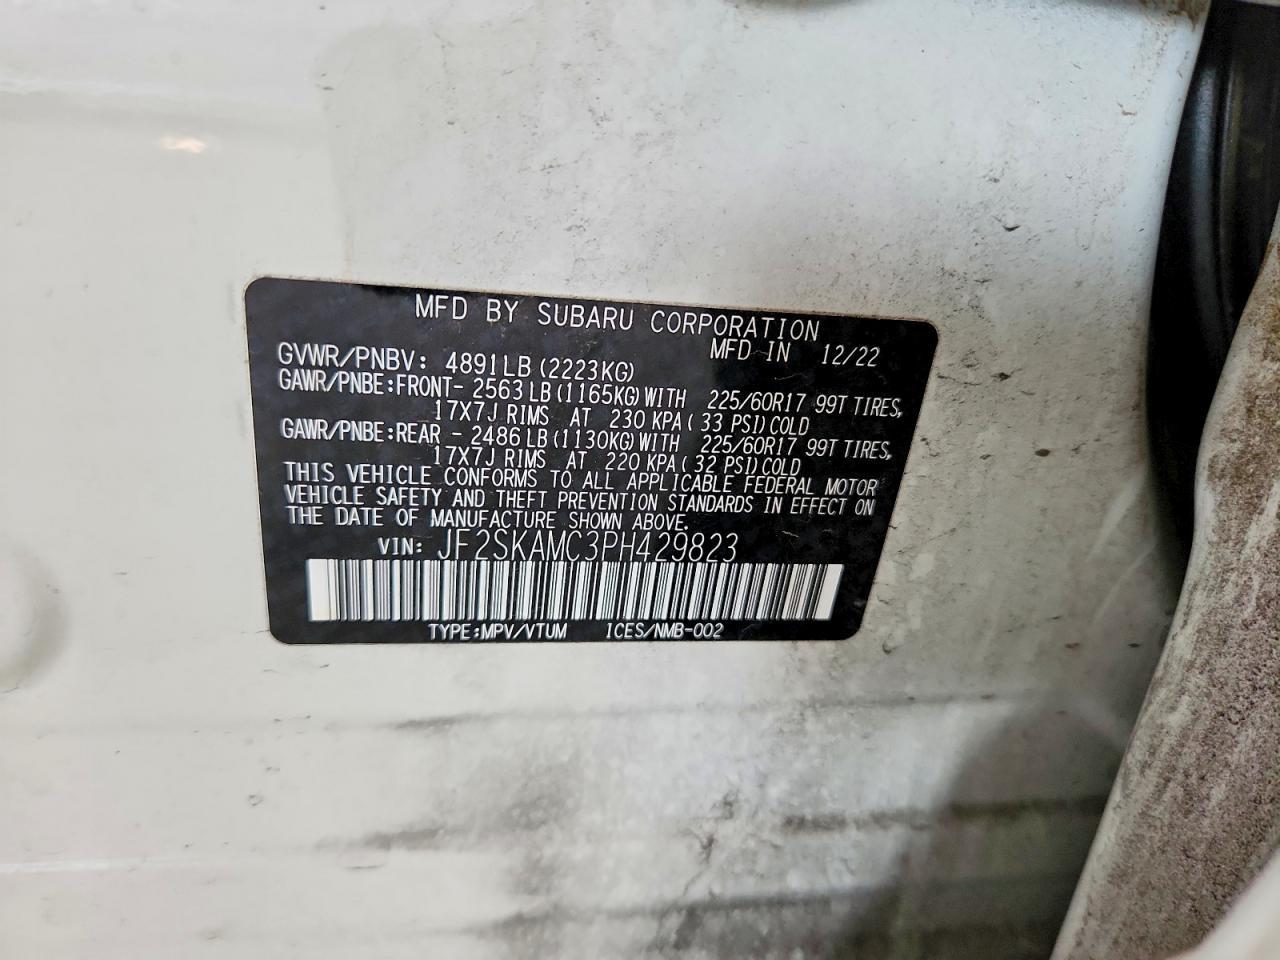 MFD BY SUBARU CORPORATION
MFD IN 12/22
GVWR/PNBV: 4891LB (2223KG)
GAWR/PNBE:FRONT- 2563 LB (1165KG) WITH 225/60R17 99T TIRES,
17X7J RIMS AT 230 KPA ( 33 PSI) COLD
GAWR/PNBE:REAR - 2486 LB (1130KG) WITH 225/60R17 99T TIRES,
17X7J RIMS AT 220 KPA ( 32 PSI) COLD
THIS VEHICLE CONFORMS TO ALL APPLICABLE FEDERAL MOTOR
VEHICLE SAFETY AND THEFT PREVENTION STANDARDS IN EFFECT ON
THE DATE OF MANUFACTURE SHOWN ABOVE.
VIN: JF2SKAMC3PH429823
TYPE:MPV/VTUM ICES/NMB-002